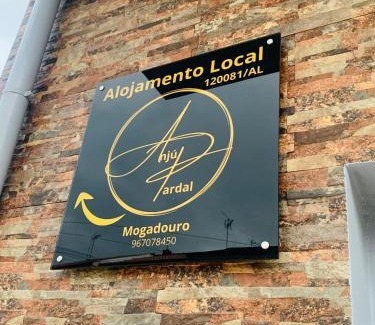 Alojamento Local
120081/AL
Anjú
Pardal
Mogadouro
967078450